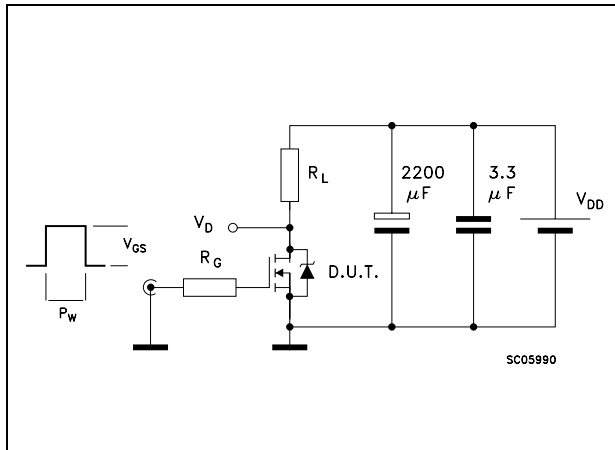 R_L
2200
μF
3.3
μF
V_DD
V_D
V_GS
R_G
D.U.T.
P_W
SC05990